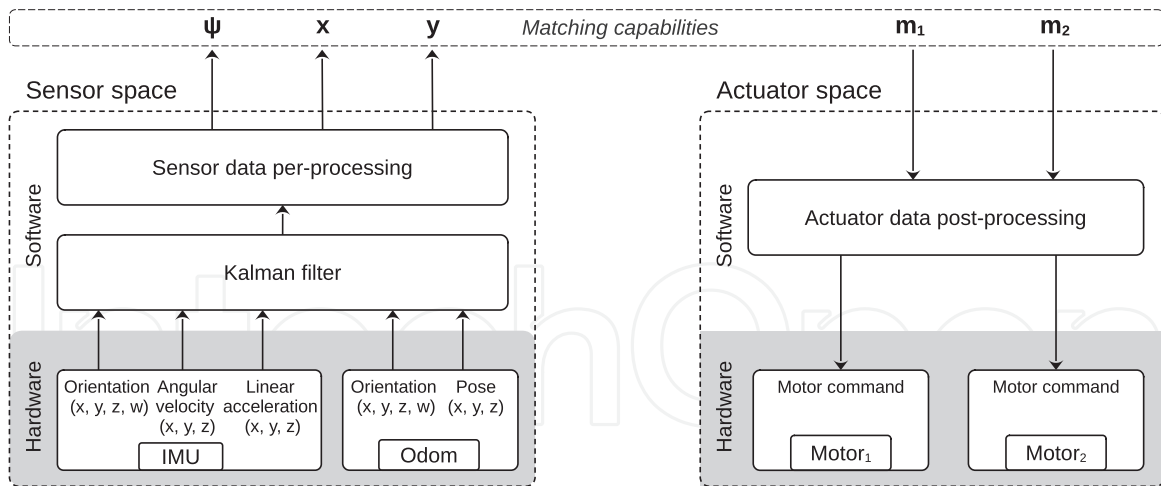 ψ x y Matching capabilities m₁ m₂
Sensor space
Software
Sensor data per-processing
Kalman filter
Hardware
Orientation
(x, y, z, w)
Angular
velocity
(x, y, z)
Linear
acceleration
(x, y, z)
IMU
Orientation
(x, y, z, w)
Pose
(x, y, z)
Odom
Actuator space
Software
Actuator data post-processing
Hardware
Motor command
Motor₁
Motor command
Motor₂
IntechOpen